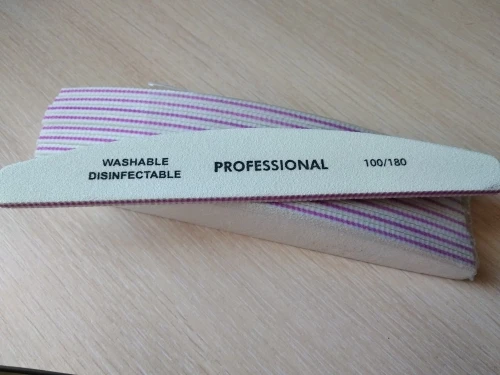 WASHABLE
DISINFECTABLE
PROFESSIONAL
100/180